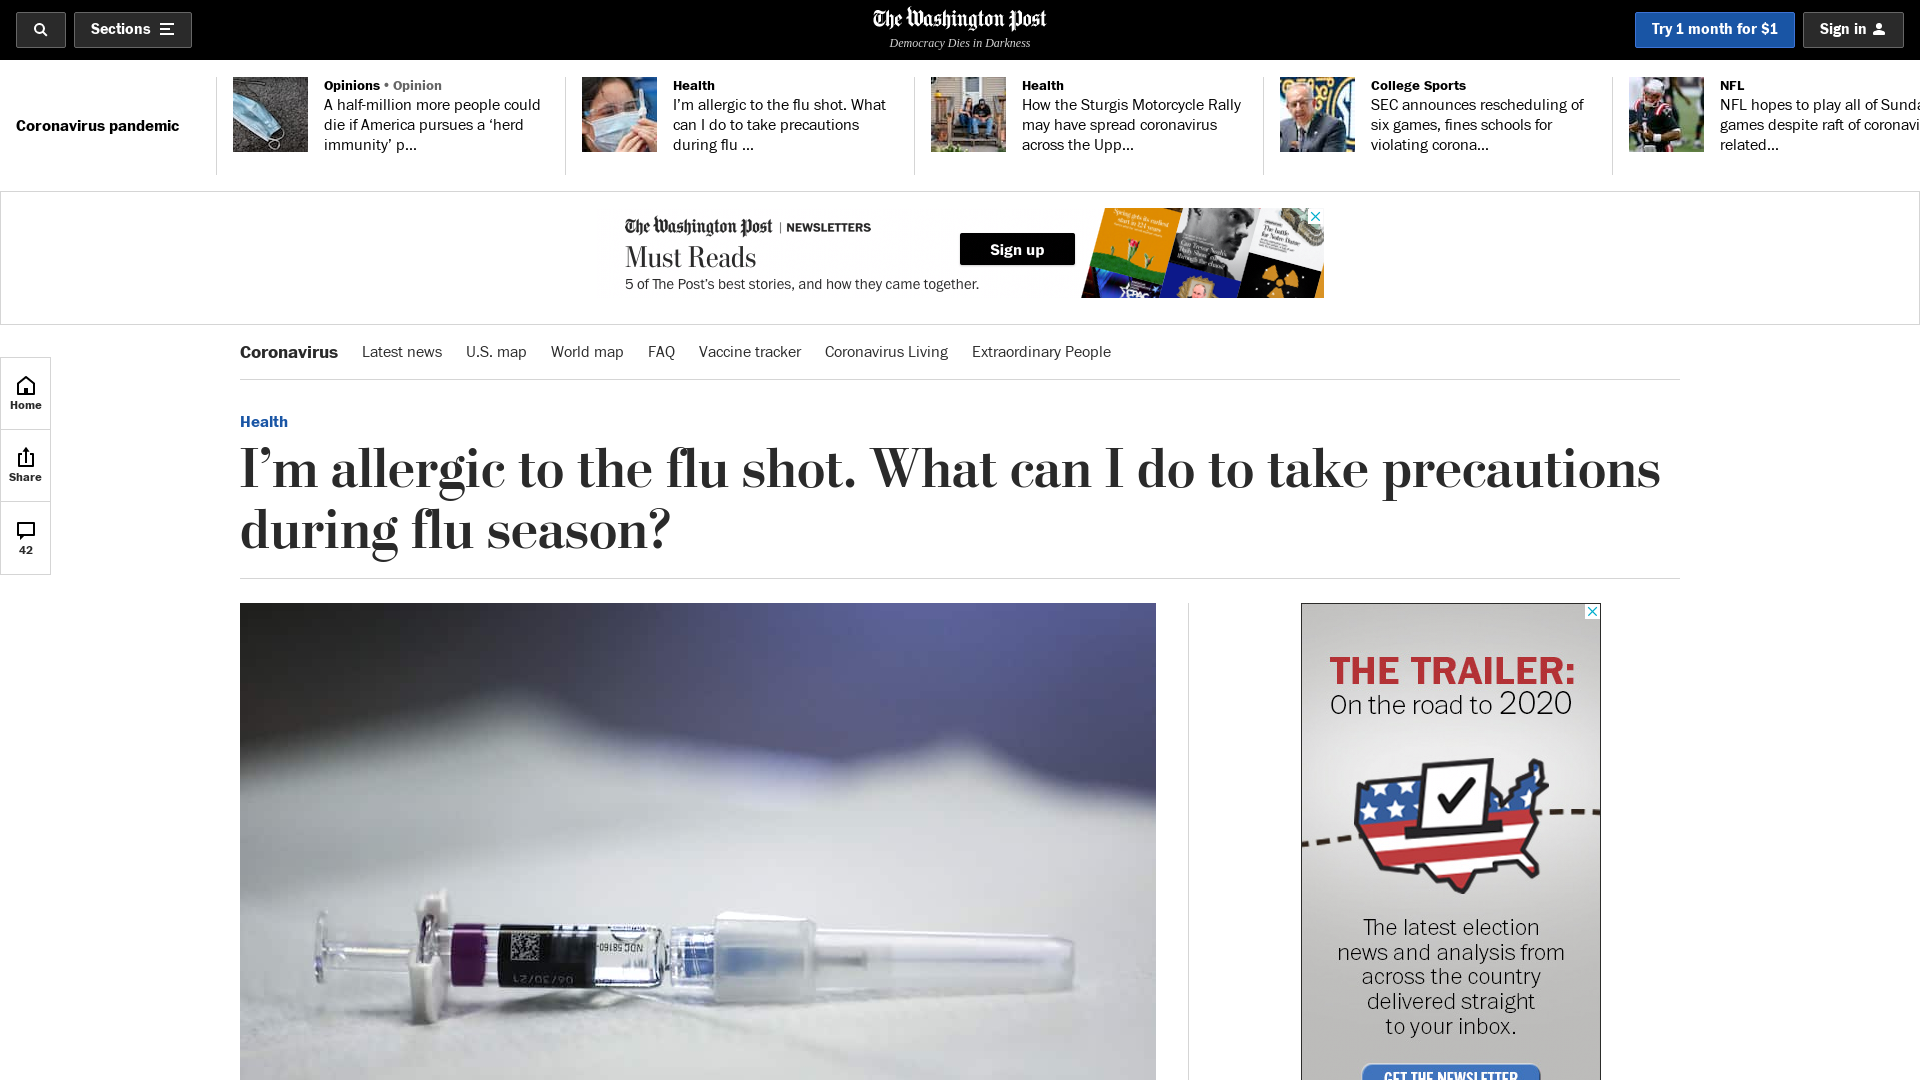 Sections
The Washington Post
Democracy Dies in Darkness
Try 1 month for $1
Sign in
Coronavirus pandemic
Opinions • Opinion
A half-million more people could
die if America pursues a ‘herd
immunity’ p...
Health
I’m allergic to the flu shot. What
can I do to take precautions
during flu ...
Health
How the Sturgis Motorcycle Rally
may have spread coronavirus
across the Upp...
College Sports
SEC announces rescheduling of
six games, fines schools for
violating corona...
NFL
NFL hopes to play all of
games despite raft of
related...
The Washington Post | NEWSLETTERS
Must Reads
5 of The Post’s best stories, and how they came together.
Sign up
Coronavirus
Latest news
U.S. map
World map
FAQ
Vaccine tracker
Coronavirus Living
Extraordinary People
Home
Share
42
Health
I’m allergic to the flu shot. What can I do to take precautions
during flu season?
THE TRAILER:
On the road to 2020
The latest election
news and analysis from
across the country
delivered straight
to your inbox.
GET THE NEWSLETTER